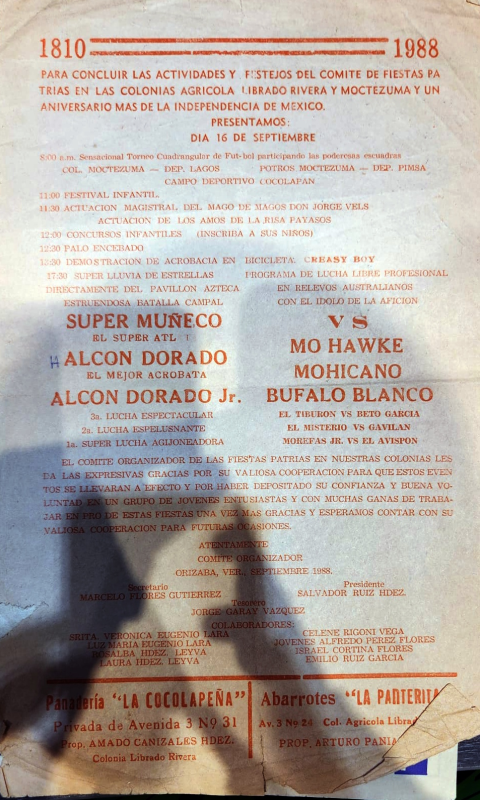 1810 1988
PARA CONCLUIR LAS ACTIVIDADES Y FESTEJOS DEL COMITE DE FIESTAS PA
TRIAS EN LAS COLONIAS AGRICOLA LIBRADO RIVERA Y MOCTEZUMA Y UN
ANIVERSARIO MAS DE LA INDEPENDENCIA DE MEXICO.
PRESENTAMOS:
DIA 16 DE SEPTIEMBRE
8:00 a.m. Sensacional Torneo Cuadrangular de Fut-bol participando las poderosas escuadras
COL. MOCTEZUMA — DEP. LAGOS POTROS MOCTEZUMA — DEP. PIMSA
CAMPO DEPORTIVO COCOLAPAN
11:00 FESTIVAL INFANTIL.
11:30 ACTUACION MAGISTRAL DEL MAGO DE MAGOS DON JORGE VELS
ACTUACION DE LOS AMOS DE LA RISA PAYASOS
12:00 CONCURSOS INFANTILES (INSCRIBA A SUS NIÑOS)
12:30 PALO ENCEBADO
13:30 DEMOSTRACION DE ACROBACIA EN BICICLETA: CREASY BOY
17:30 SUPER LLUVIA DE ESTRELLAS PROGRAMA DE LUCHA LIBRE PROFESIONAL
DIRECTAMENTE DEL PAVILLON AZTECA EN RELEVOS AUSTRALIANOS
ESTRUENDOSA BATALLA CAMPAL CON EL IDOLO DE LA AFICION
SUPER MUÑECO VS
EL SUPER ATL T
HALCON DORADO MO HAWKE
EL MEJOR ACROBATA MOHICANO
ALCON DORADO Jr. BUFALO BLANCO
3a. LUCHA ESPECTACULAR EL TIBURON VS BETO GARCIA
2a. LUCHA ESPELUSNANTE EL MISTERIO VS GAVILAN
1a. SUPER LUCHA AGIJONEADORA MOREFAS JR. VS EL AVISPON
EL COMITE ORGANIZADOR DE LAS FIESTAS PATRIAS EN NUESTRAS COLONIAS LES
DA LAS EXPRESIVAS GRACIAS POR SU VALIOSA COOPERACION PARA QUE ESTOS EVEN
TOS SE LLEVARAN A EFECTO Y POR HABER DEPOSITADO SU CONFIANZA Y BUENA VO-
LUNTAD EN UN GRUPO DE JOVENES ENTUSIASTAS Y CON MUCHAS GANAS DE TRABA-
JAR EN PRO DE ESTAS FIESTAS UNA VEZ MAS GRACIAS Y ESPERAMOS CONTAR CON SU
VALIOSA COOPERACION PARA FUTURAS OCASIONES.
ATENTAMENTE
COMITE ORGANIZADOR
ORIZABA, VER., SEPTIEMBRE 1988.
Secretario Presidente
MARCELO FLORES GUTIERREZ SALVADOR RUIZ HDEZ.
Tesorero
JORGE GARAY VAZQUEZ
COLABORADORES:
SRITA. VERONICA EUGENIO LARA CELENE RIGONI VEGA
LUZ MARIA EUGENIO LARA JOVENES ALFREDO PEREZ FLORES
ROSALBA HDEZ. LEYVA ISRAEL CORTINA FLORES
LAURA HDEZ. LEYVA EMILIO RUIZ GARCIA
Panadería "LA COCOLAPEÑA" Abarrotes "LA PANTERITA
Privada de Avenida 3 Nº 31 Av. 3 No 24 Col. Agricola Librad
Prop. AMADO CANIZALES HDEZ. PROP. ARTURO PANIA
Colonia Librado Rivera